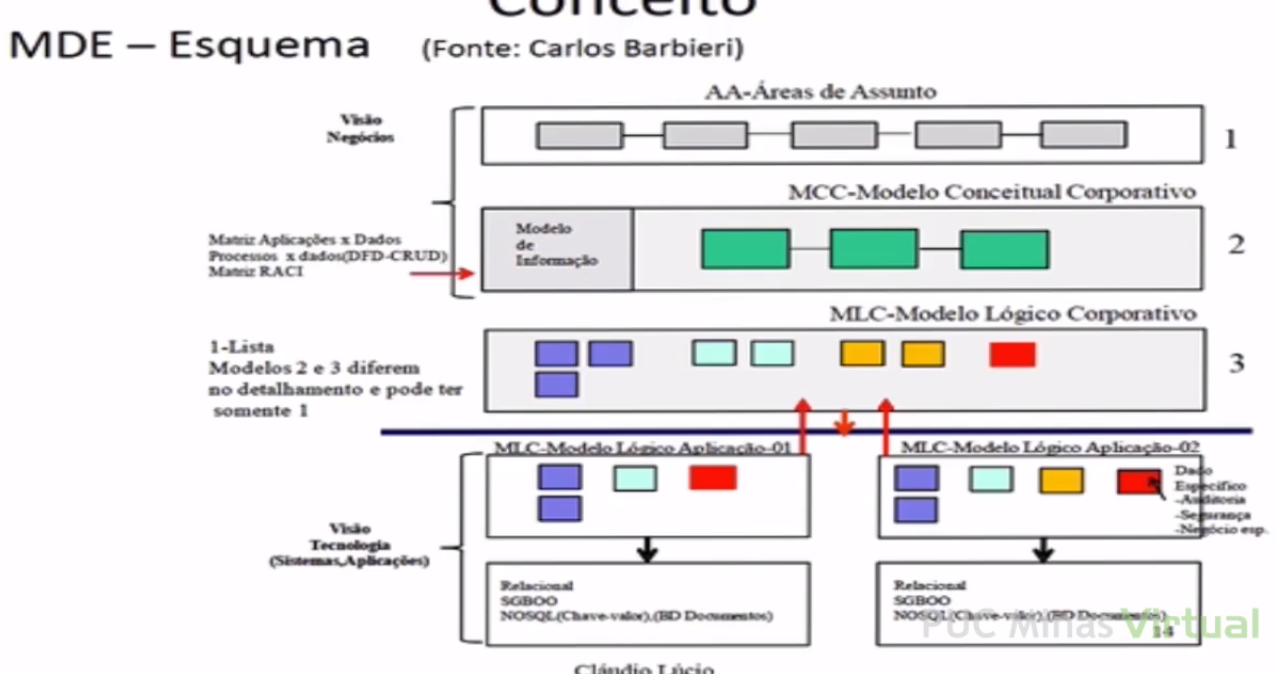 Conceito
MDE – Esquema (Fonte: Carlos Barbieri)
AA-Áreas de Assunto
Visão
Negócios
1
MCC-Modelo Conceitual Corporativo
Modelo
de
Informação
2
Matriz Aplicações x Dados
Processos x dados(DFD-CRUD)
Matriz RACI
MLC-Modelo Lógico Corporativo
1-Lista
Modelos 2 e 3 diferem
no detalhamento e pode ter
somente 1
3
MLC-Modelo Lógico Aplicação-01
MLC-Modelo Lógico Aplicação-02
Dado
Específico
-Auditoria
-Segurança
-Negócio esp.
Visão
Tecnologia
(Sistemas,Aplicações)
Relacional
SGBOO
NOSQL(Chave-valor),(BD Documentos)
Relacional
SGBOO
NOSQL(Chave-valor),(BD Documentos)
PUC Minas Virtual
14
Cláudio Lúcio